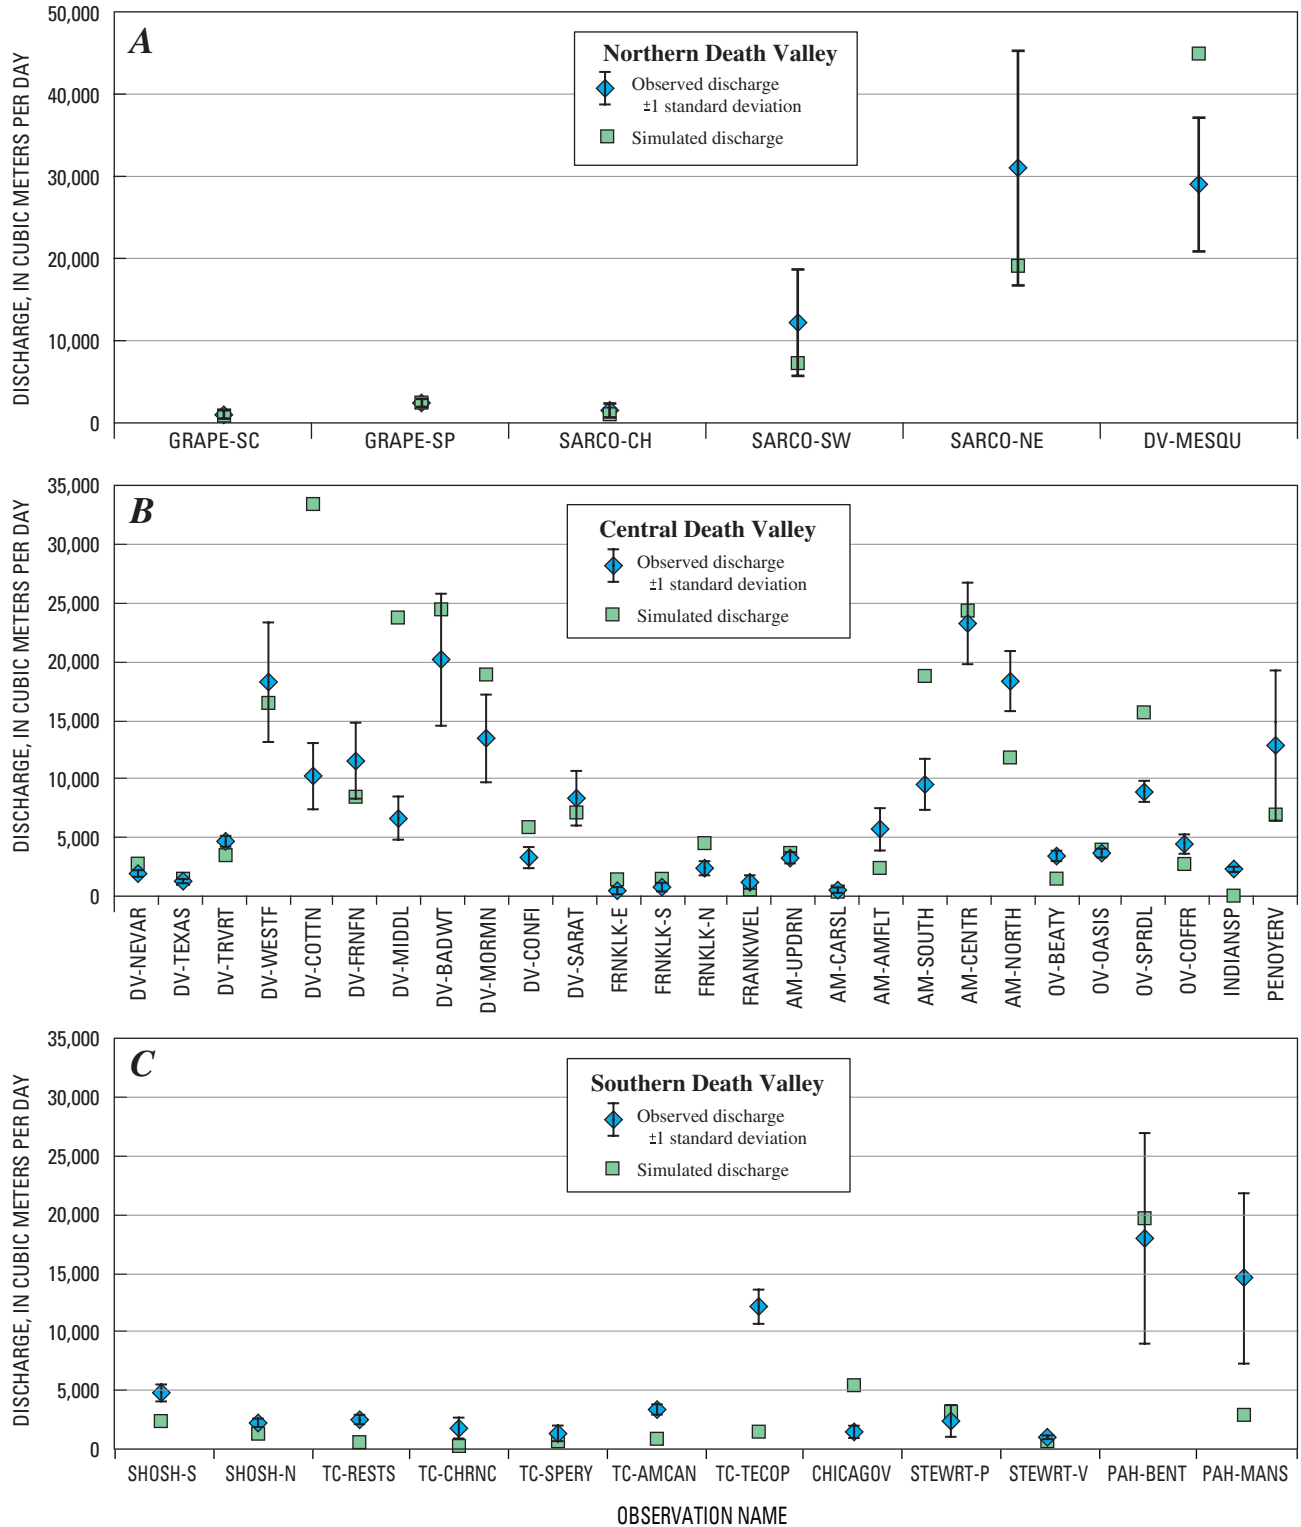 A
Northern Death Valley
Observed discharge
±1 standard deviation
Simulated discharge
DISCHARGE, IN CUBIC METERS PER DAY
50,000
40,000
30,000
20,000
10,000
0
GRAPE-SC GRAPE-SP SARCO-CH SARCO-SW SARCO-NE DV-MESQU
B
Central Death Valley
Observed discharge
±1 standard deviation
Simulated discharge
DISCHARGE, IN CUBIC METERS PER DAY
35,000
30,000
25,000
20,000
15,000
10,000
5,000
0
DV-NEVAR
DV-TEXAS
DV-TRVRT
DV-WESTF
DV-COTTN
DV-FRNFN
DV-MIDDL
DV-BADWT
DV-MORMN
DV-CONFI
DV-SARAT
FRNKLK-E
FRNKLK-S
FRNKLK-N
FRANKWEL
AM-UPDRN
AM-CARSL
AM-AMFLT
AM-SOUTH
AM-CENTR
AM-NORTH
OV-BEATY
OV-OASIS
OV-SPRDL
OV-COFFR
INDIANSP
PENOYERV
C
Southern Death Valley
Observed discharge
±1 standard deviation
Simulated discharge
DISCHARGE, IN CUBIC METERS PER DAY
35,000
30,000
25,000
20,000
15,000
10,000
5,000
0
SHOSH-S SHOSH-N TC-RESTS TC-CHRNC TC-SPERY TC-AMCAN TC-TECOP CHICAGOV STEWRT-P STEWRT-V PAH-BENT PAH-MANS
OBSERVATION NAME